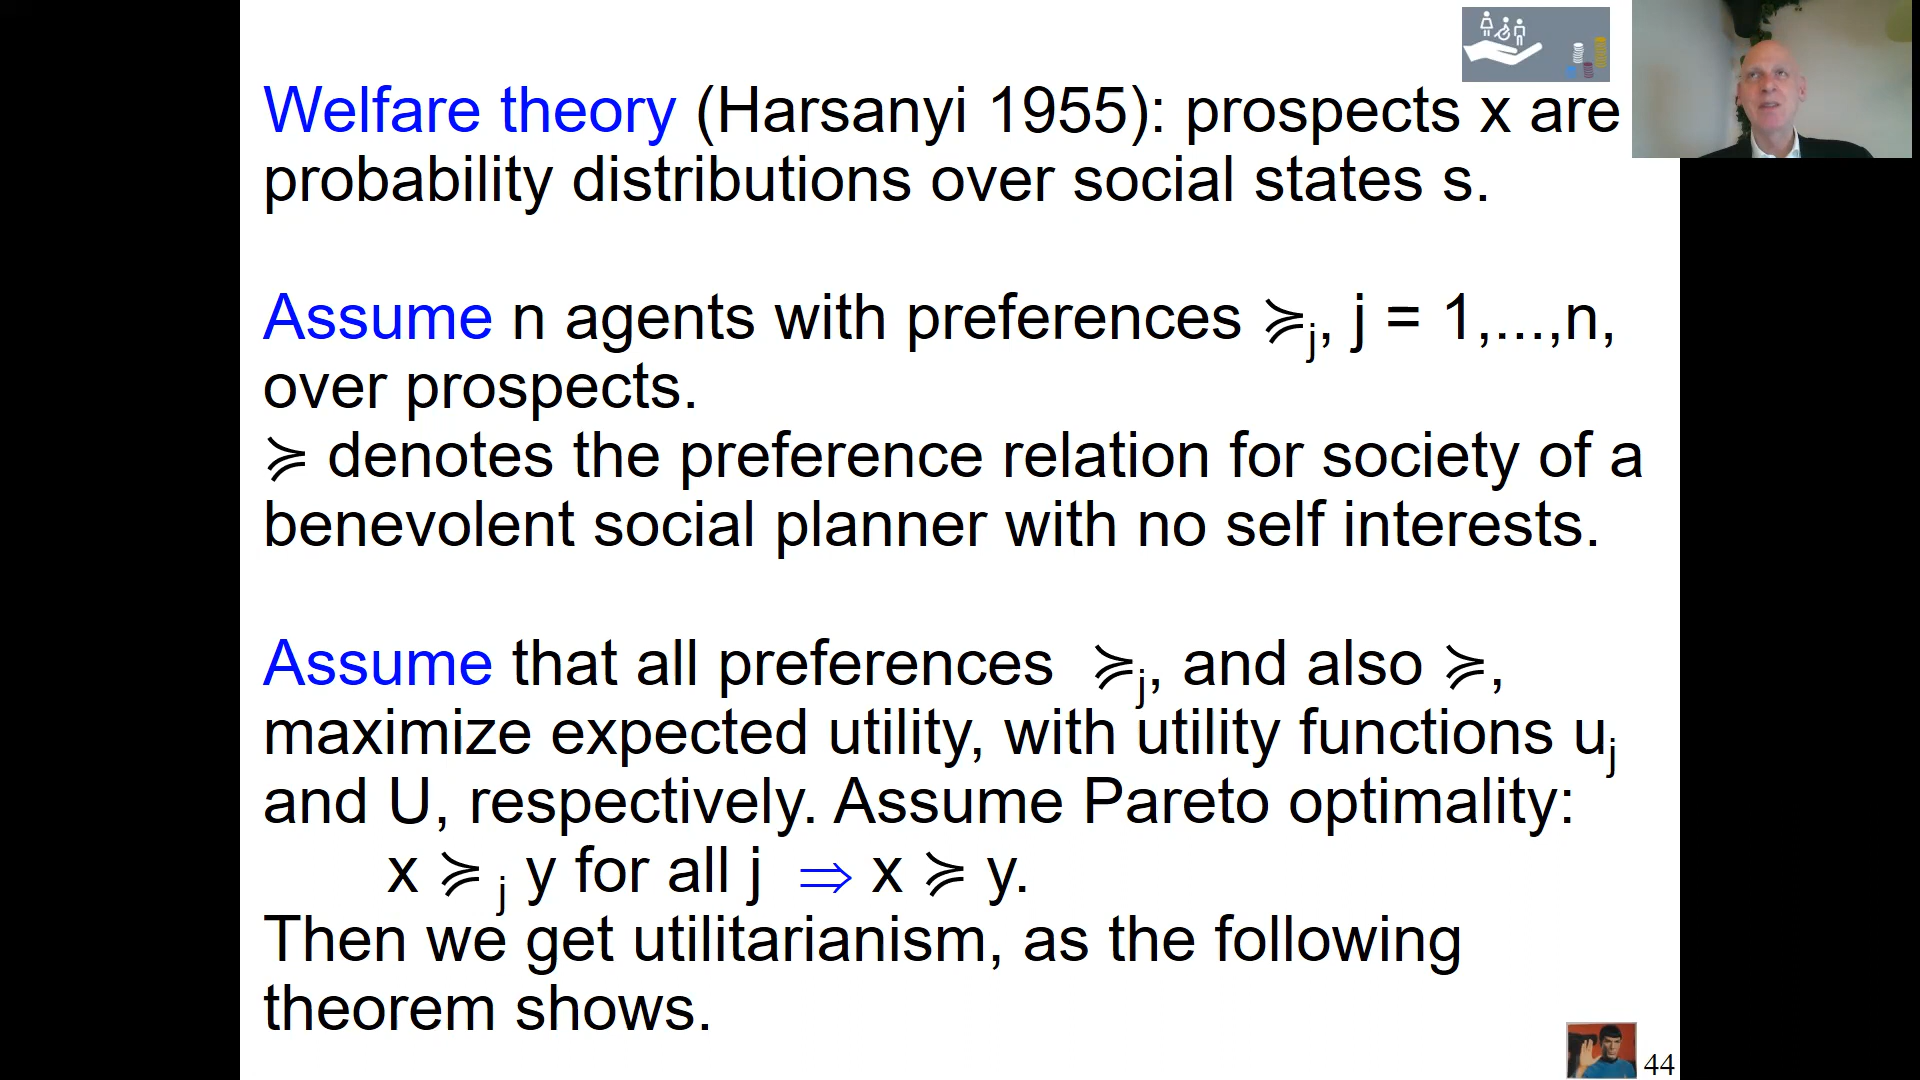 Welfare theory (Harsanyi 1955): prospects x are
probability distributions over social states s.
Assume n agents with preferences ≽j, j = 1,...,n,
over prospects.
≽ denotes the preference relation for society of a
benevolent social planner with no self interests.
Assume that all preferences ≽j, and also ≽,
maximize expected utility, with utility functions uj
and U, respectively. Assume Pareto optimality:
x ≽ j y for all j ⇒ x ≽ y.
Then we get utilitarianism, as the following
theorem shows.
44